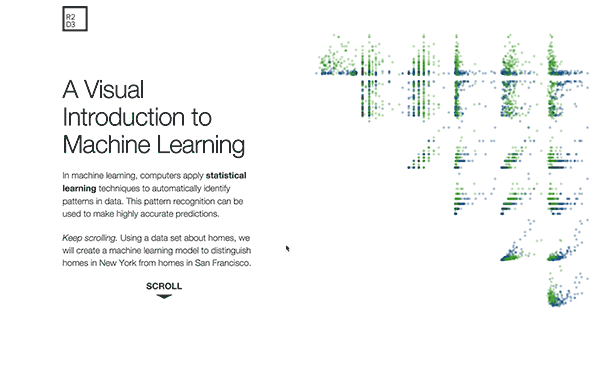 R2
D3
A Visual
Introduction to
Machine Learning
In machine learning, computers apply statistical
learning techniques to automatically identify
patterns in data. This pattern recognition can be
used to make highly accurate predictions.
Keep scrolling. Using a data set about homes, we
will create a machine learning model to distinguish
homes in New York from homes in San Francisco.
SCROLL